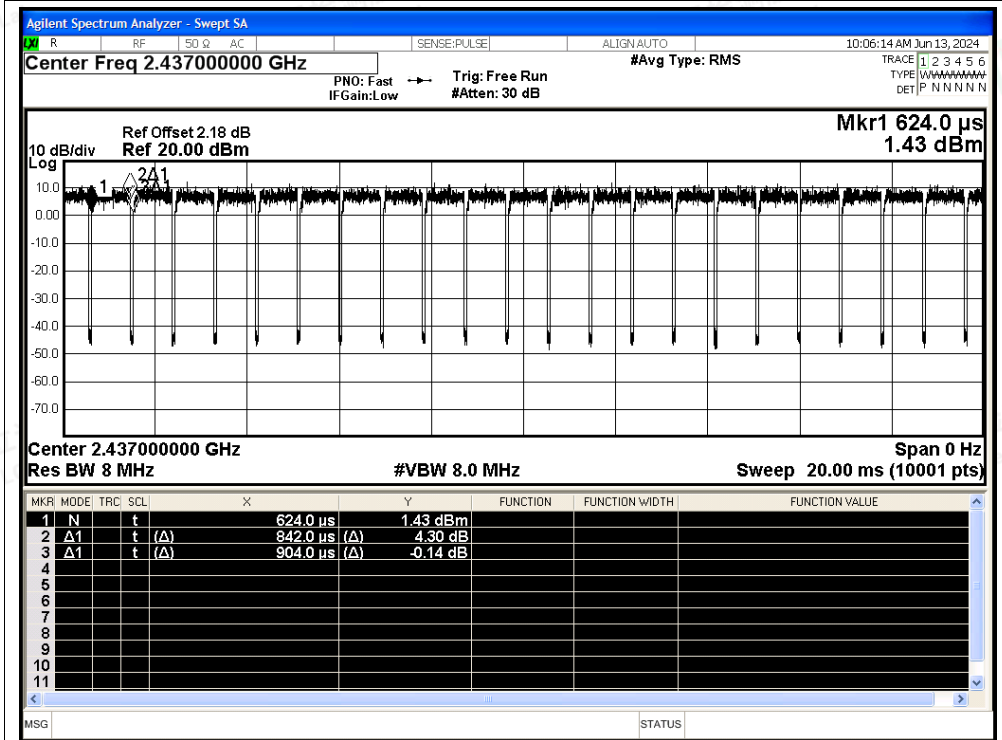 Agilent Spectrum Analyzer - Swept SA
LXI R RF 50 Ω AC SENSE:PULSE ALIGN AUTO 10:06:14 AM Jun 13, 2024
Center Freq 2.437000000 GHz #Avg Type: RMS TRACE 1 2 3 4 5 6
PNO: Fast Trig: Free Run TYPE
IFGain:Low #Atten: 30 dB DET P N N N N N
Mkr1 624.0 µs
Ref Offset 2.18 dB
10 dB/div Ref 20.00 dBm 1.43 dBm
Log
10.0
0.00
-10.0
-20.0
-30.0
-40.0
-50.0
-60.0
-70.0
1 2Δ1
3Δ1
Center 2.437000000 GHz Span 0 Hz
Res BW 8 MHz #VBW 8.0 MHz Sweep 20.00 ms (10001 pts)
MKR MODE TRC SCL X Y FUNCTION FUNCTION WIDTH FUNCTION VALUE
1 N t 624.0 µs 1.43 dBm
2 Δ1 t (Δ) 842.0 µs (Δ) 4.30 dB
3 Δ1 t (Δ) 904.0 µs (Δ) -0.14 dB
4
5
6
7
8
9
10
11
MSG STATUS